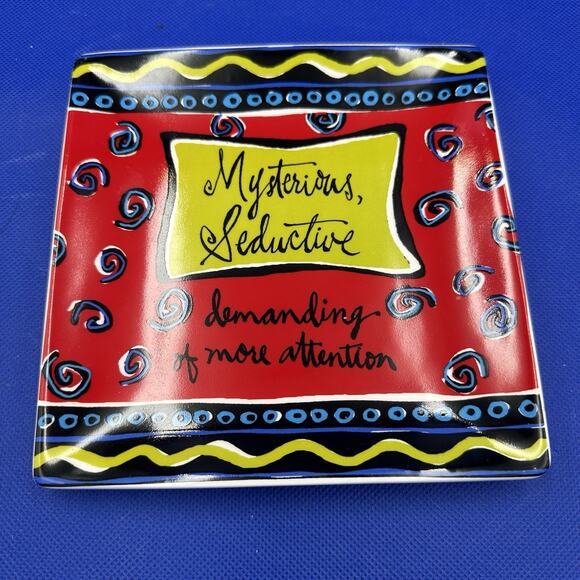 Mysterious,
Seductive
demanding
of more attention